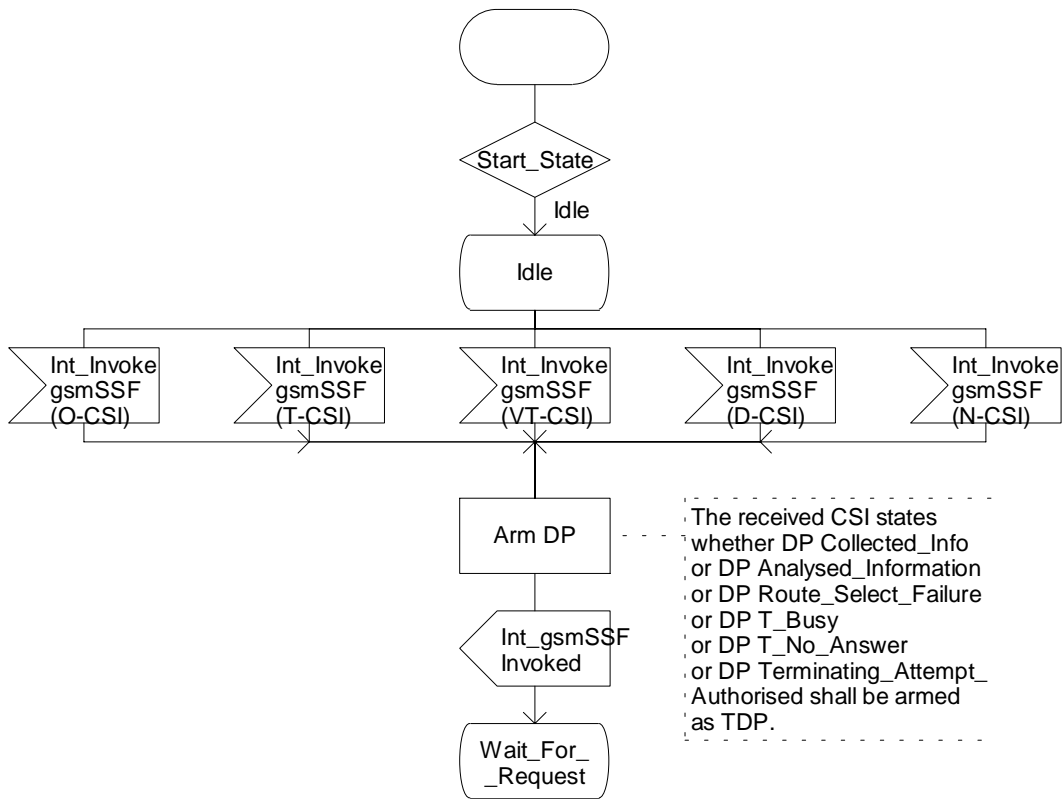 Start_State
Idle
Idle
Int_Invoke
gsmSSF
(O-CSI)
Int_Invoke
gsmSSF
(T-CSI)
Int_Invoke
gsmSSF
(VT-CSI)
Int_Invoke
gsmSSF
(D-CSI)
Int_Invoke
gsmSSF
(N-CSI)
Arm DP
The received CSI states
whether DP Collected_Info
or DP Analysed_Information
or DP Route_Select_Failure
or DP T_Busy
or DP T_No_Answer
or DP Terminating_Attempt_
Authorised shall be armed
as TDP.
Int_gsmSSF
Invoked
Wait_For_
_Request